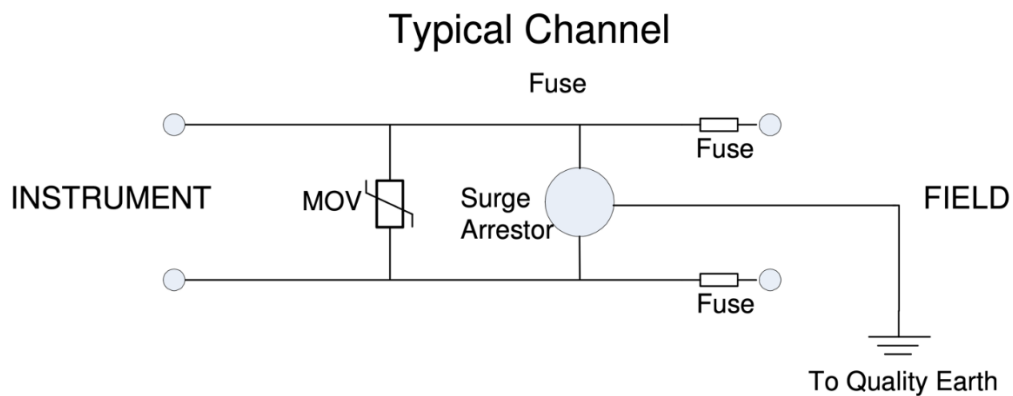 Typical Channel
Fuse
Fuse
INSTRUMENT
MOV
Surge
Arrestor
FIELD
Fuse
To Quality Earth